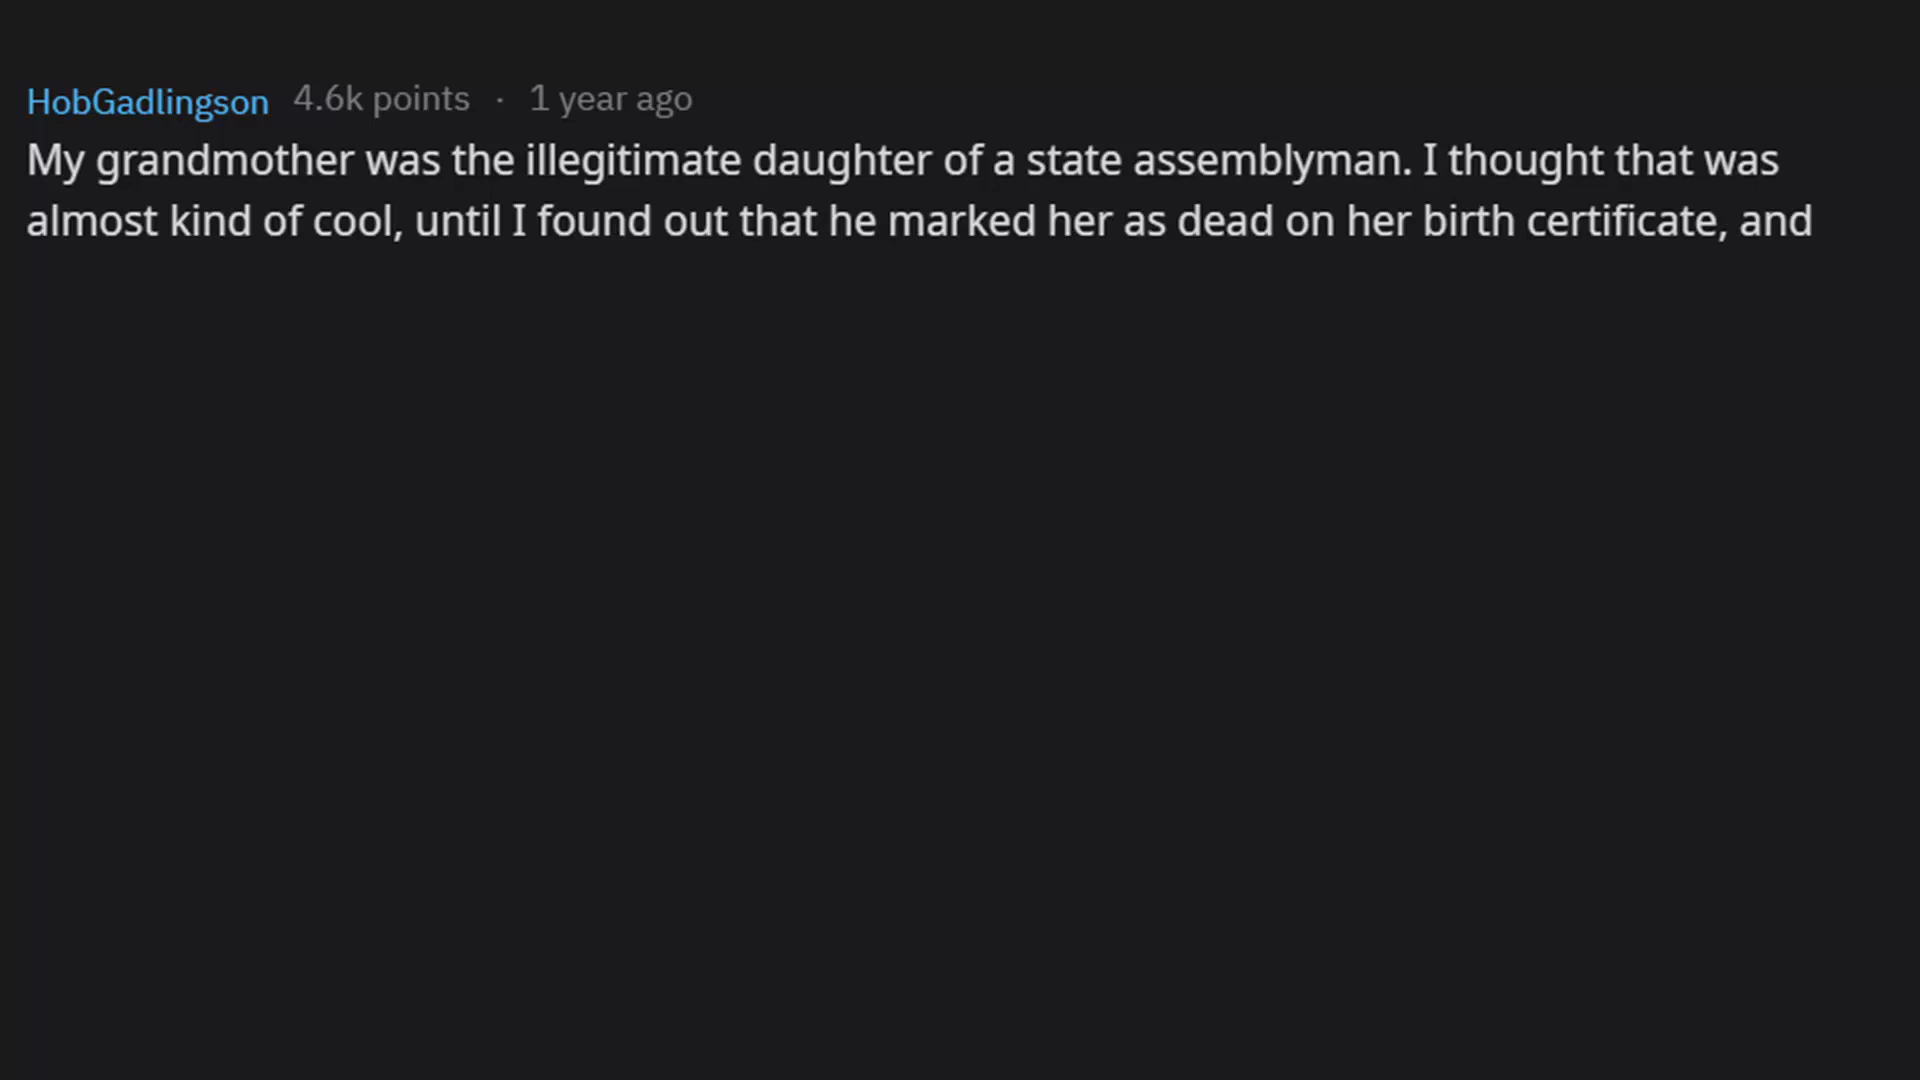 HobGadlingson 4.6k points · 1 year ago
My grandmother was the illegitimate daughter of a state assemblyman. I thought that was
almost kind of cool, until I found out that he marked her as dead on her birth certificate, and